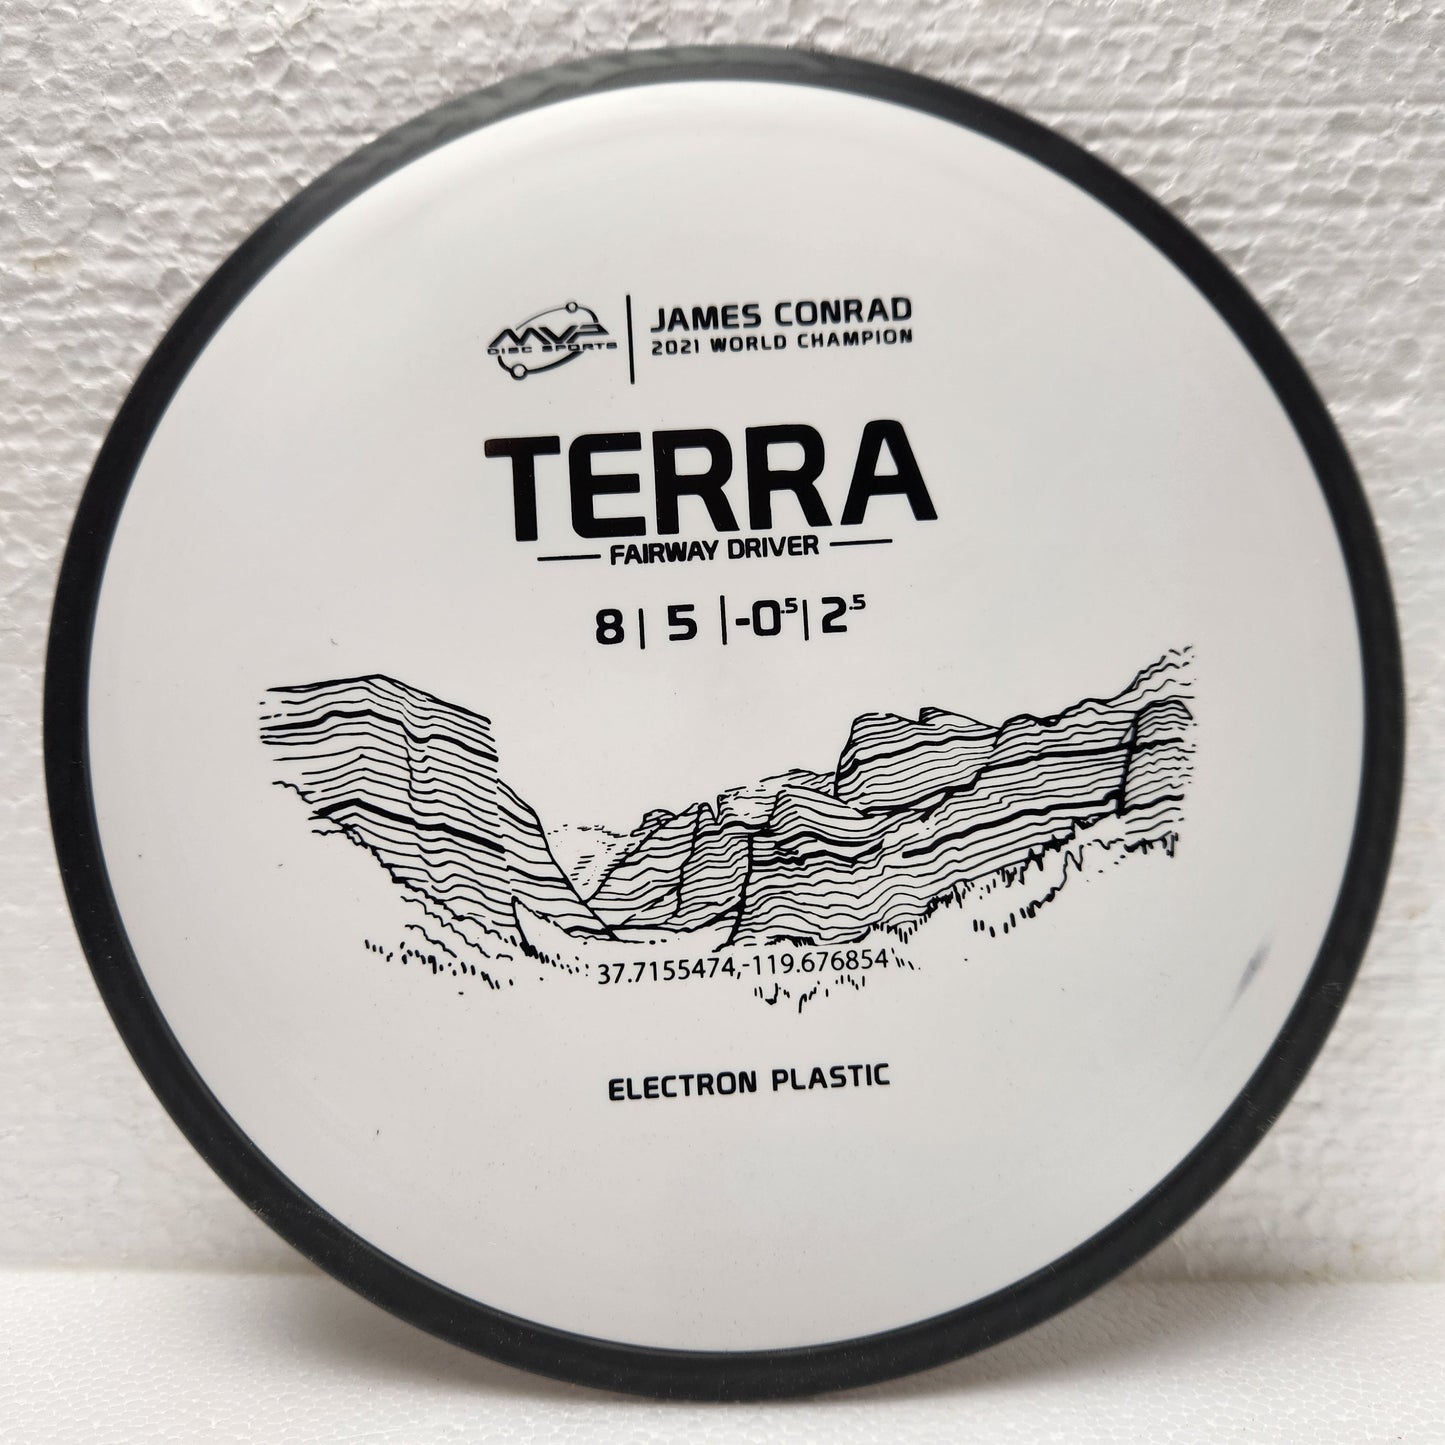 MVP
DISC SPORTS
JAMES CONRAD
2021 WORLD CHAMPION
TERRA
FAIRWAY DRIVER
8 | 5 | -0.5 | 2.5
37.7155474,-119.676854
ELECTRON PLASTIC